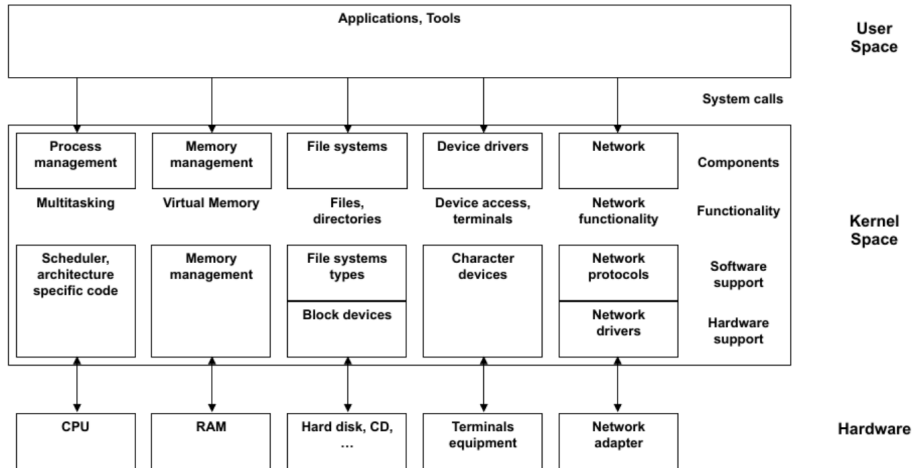 Applications, Tools
User
Space
System calls
Process
management
Memory
management
File systems
Device drivers
Network
Components
Multitasking
Virtual Memory
Files,
directories
Device access,
terminals
Network
functionality
Functionality
Kernel
Space
Scheduler,
architecture
specific code
Memory
management
File systems
types
Character
devices
Network
protocols
Software
support
Block devices
Network
drivers
Hardware
support
CPU
RAM
Hard disk, CD,
...
Terminals
equipment
Network
adapter
Hardware